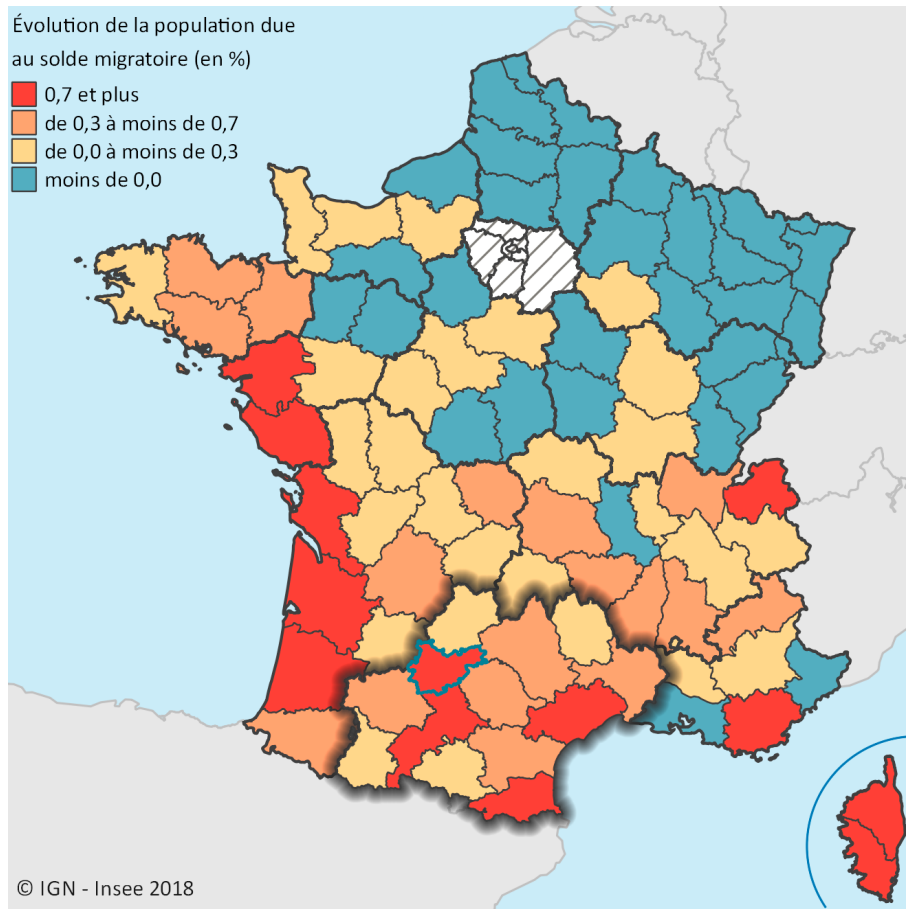 Évolution de la population due
au solde migratoire (en %)
0,7 et plus
de 0,3 à moins de 0,7
de 0,0 à moins de 0,3
moins de 0,0
© IGN - Insee 2018